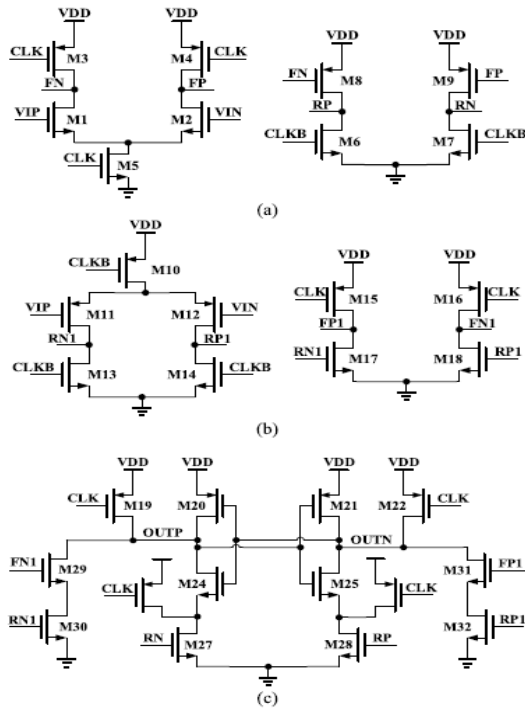 VDD VDD
CLK M3 M4 CLK
FN FP
VIP M1 M2 VIN
CLK M5
VDD VDD
FN M8 M9 FP
RP RN
CLKB M6 M7 CLKB
(a)
VDD
CLKB M10
VIP M11 M12 VIN
RN1 RP1
CLKB M13 M14 CLKB
VDD VDD
CLK M15 M16 CLK
FP1 FN1
RN1 M17 M18 RP1
(b)
VDD VDD VDD VDD
CLK M19 M20 M21 M22 CLK
OUTP OUTN
FN1 M29 M24 M25 M31 FP1
CLK CLK
RN1 M30 RN M27 M28 RP M32 RP1
(c)